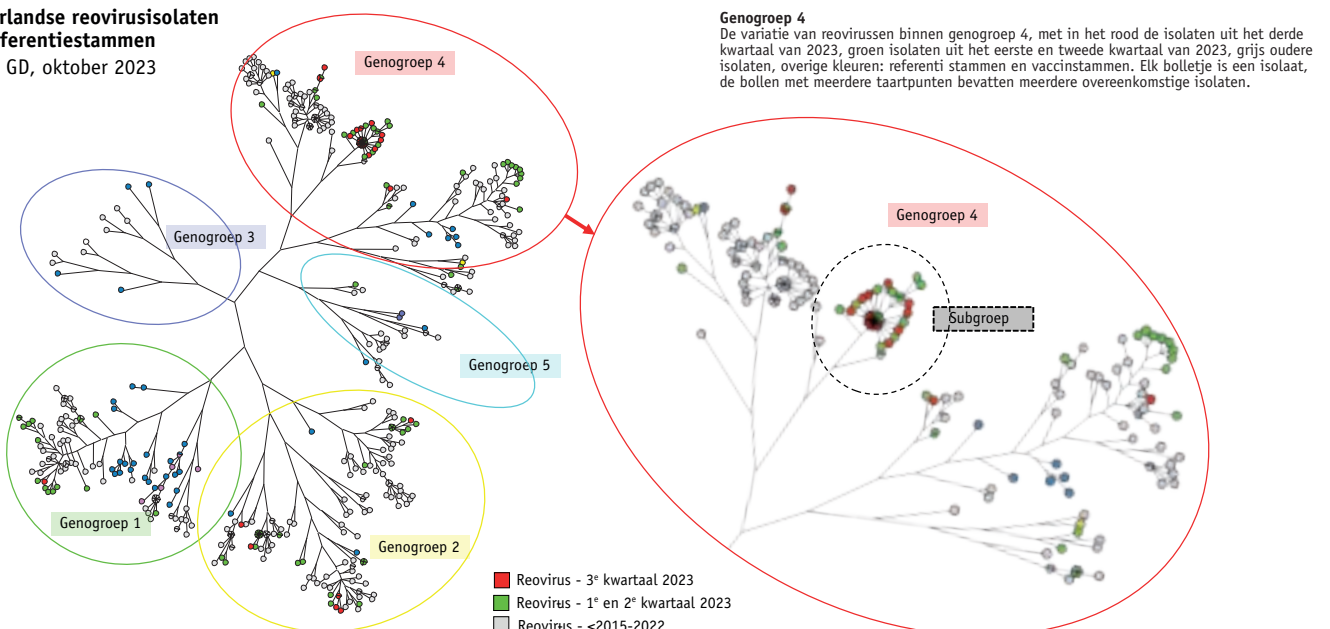 rlandse reovirusisolaten
ferentiestammen
GD, oktober 2023
Genogroep 4
De variatie van reovirussen binnen genogroep 4, met in het rood de isolaten uit het derde
kwartaal van 2023, groen isolaten uit het eerste en tweede kwartaal van 2023, grijs oudere
isolaten, overige kleuren: referenti stammen en vaccinstammen. Elk bolletje is een isolaat,
de bollen met meerdere taartpunten bevatten meerdere overeenkomstige isolaten.
Genogroep 4
Genogroep 3
Genogroep 5
Genogroep 1
Genogroep 2
Genogroep 4
Subgroep
Reovirus - 3e kwartaal 2023
Reovirus - 1e en 2e kwartaal 2023
Reovirus - <2015-2022